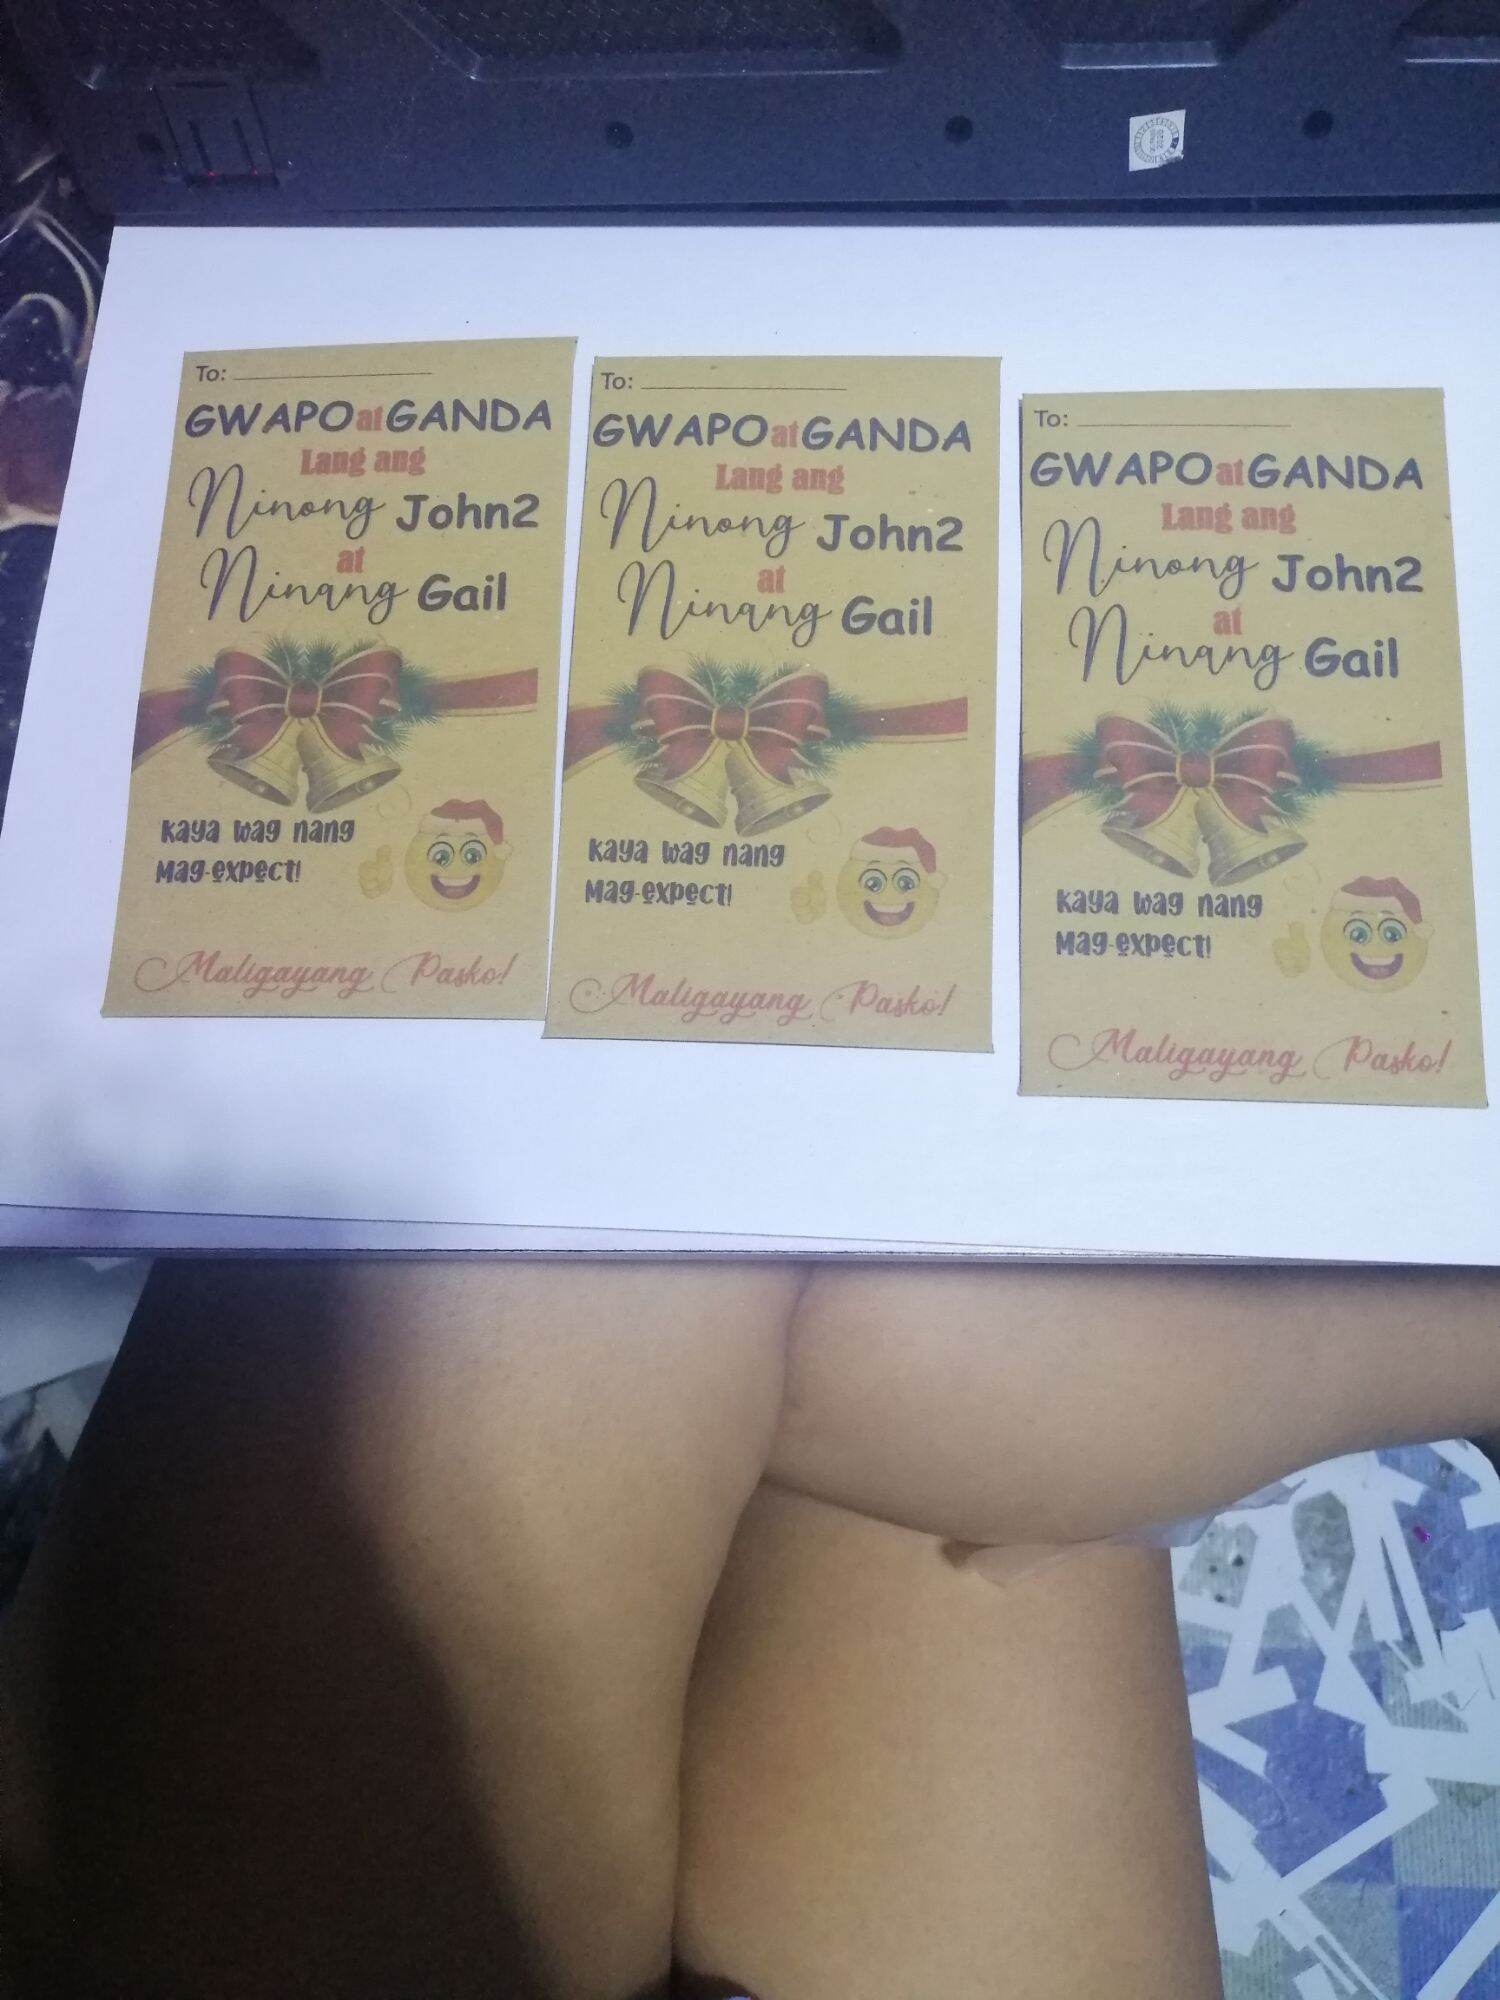 To:
GWAPO at GANDA
Lang ang
Ninong John2
at
Ninang Gail
Kaya wag nang
Mag-expect!
Maligayang Pasko!
To:
GWAPO at GANDA
Lang ang
Ninong John2
at
Ninang Gail
Kaya wag nang
Mag-expect!
Maligayang Pasko!
To:
GWAPO at GANDA
Lang ang
Ninong John2
at
Ninang Gail
Kaya wag nang
Mag-expect!
Maligayang Pasko!